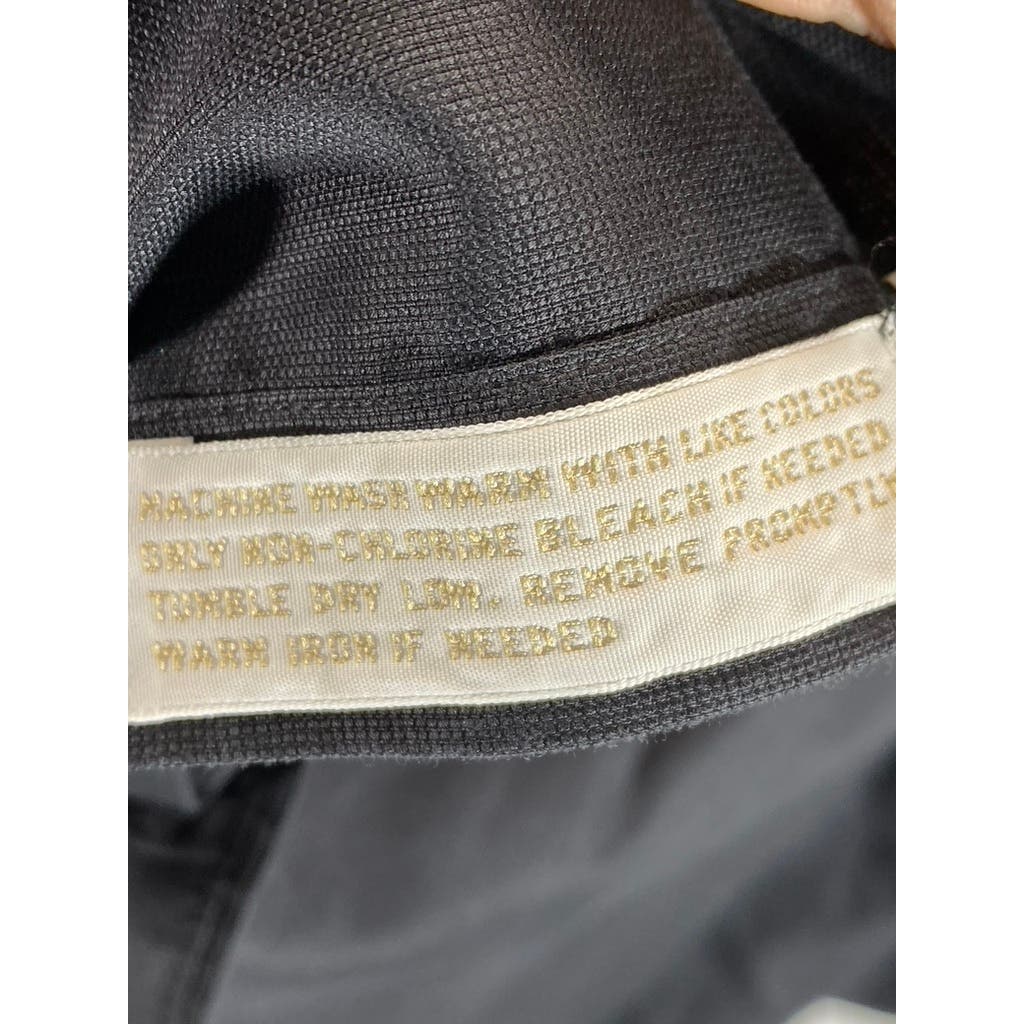 MACHINE WASH WARM WITH LIKE COLORS
ONLY NON-CHLORINE BLEACH IF NEEDED
TUMBLE DRY LOW. REMOVE PROMPTLY
WARM IRON IF NEEDED